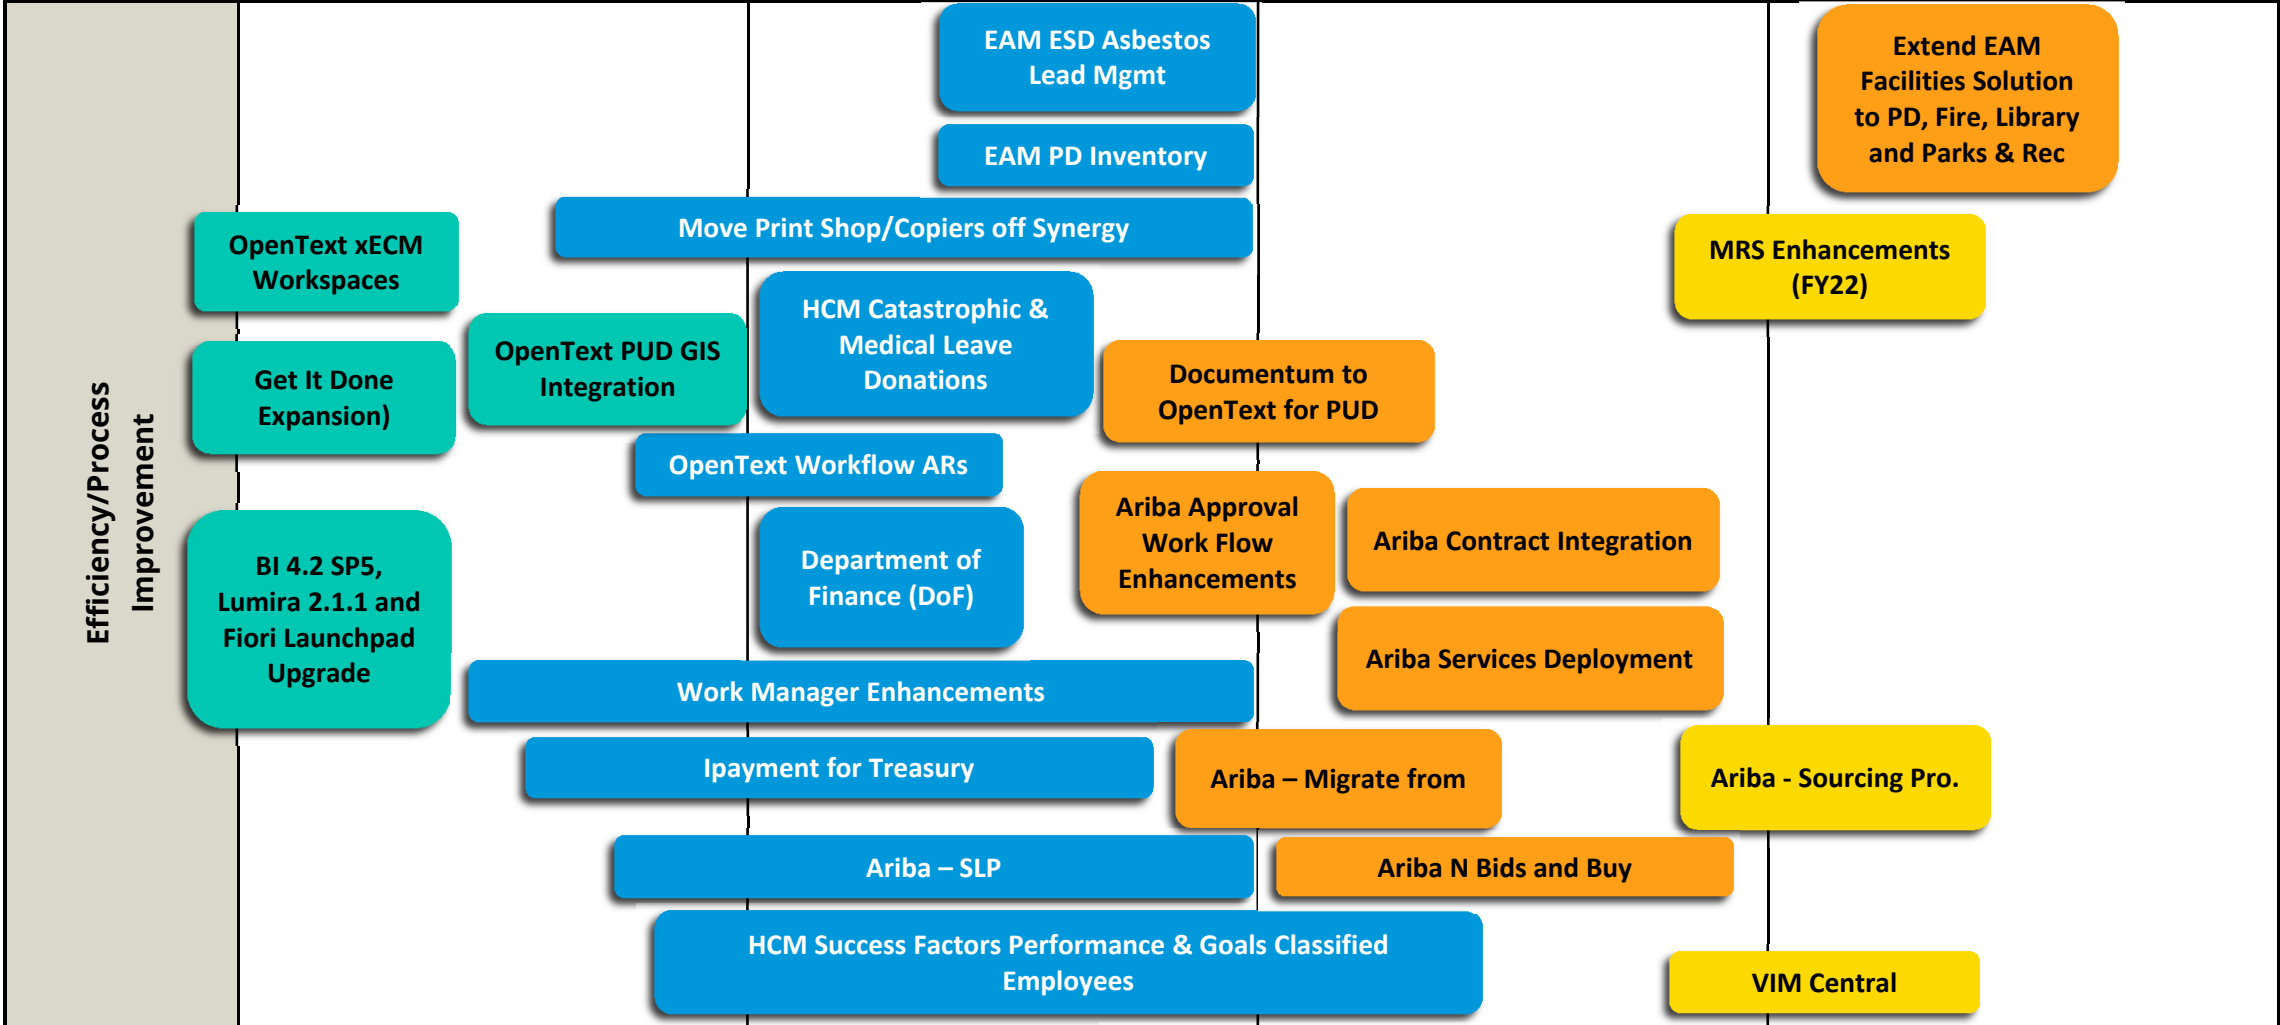 EAM ESD Asbestos
Lead Mgmt
Extend EAM
Facilities Solution
to PD, Fire, Library
and Parks & Rec
EAM PD Inventory
Move Print Shop/Copiers off Synergy
OpenText xECM
Workspaces
MRS Enhancements
(FY22)
HCM Catastrophic &
Medical Leave
Donations
OpenText PUD GIS
Integration
Get It Done
Expansion)
Documentum to
OpenText for PUD
Efficiency/Process
Improvement
OpenText Workflow ARs
Ariba Approval
Work Flow
Enhancements
Ariba Contract Integration
BI 4.2 SP5,
Lumira 2.1.1 and
Fiori Launchpad
Upgrade
Department of
Finance (DoF)
Ariba Services Deployment
Work Manager Enhancements
Ipayment for Treasury
Ariba – Migrate from
Ariba - Sourcing Pro.
Ariba – SLP
Ariba N Bids and Buy
HCM Success Factors Performance & Goals Classified
Employees
VIM Central